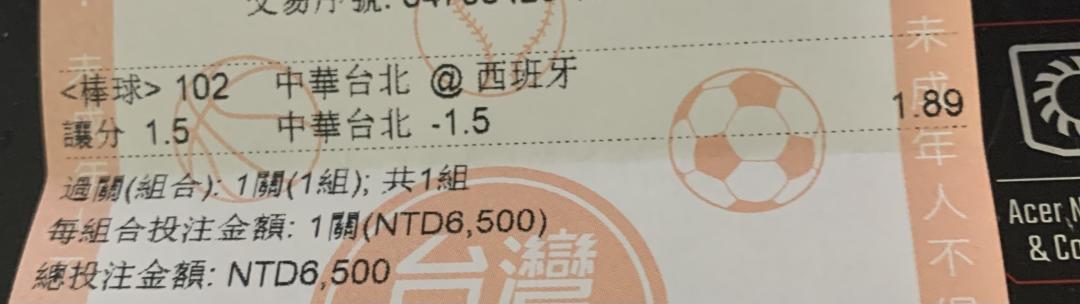 <棒球> 102 中華台北 @ 西班牙
讓分 1.5 中華台北 -1.5 1.89
過關(組合): 1關(1組); 共1組
每組合投注金額: 1關(NTD6,500)
總投注金額: NTD6,500
台灣
未成年人不
Acer
& Co